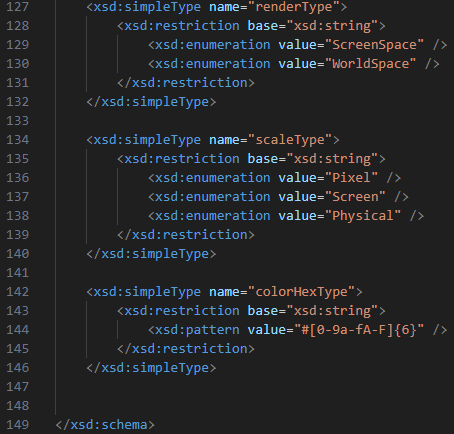 127 <xsd:simpleType name="renderType">
128 <xsd:restriction base="xsd:string">
129 <xsd:enumeration value="ScreenSpace" />
130 <xsd:enumeration value="WorldSpace" />
131 </xsd:restriction>
132 </xsd:simpleType>
133
134 <xsd:simpleType name="scaleType">
135 <xsd:restriction base="xsd:string">
136 <xsd:enumeration value="Pixel" />
137 <xsd:enumeration value="Screen" />
138 <xsd:enumeration value="Physical" />
139 </xsd:restriction>
140 </xsd:simpleType>
141
142 <xsd:simpleType name="colorHexType">
143 <xsd:restriction base="xsd:string">
144 <xsd:pattern value="#[0-9a-fA-F]{6}" />
145 </xsd:restriction>
146 </xsd:simpleType>
147
148
149 </xsd:schema>